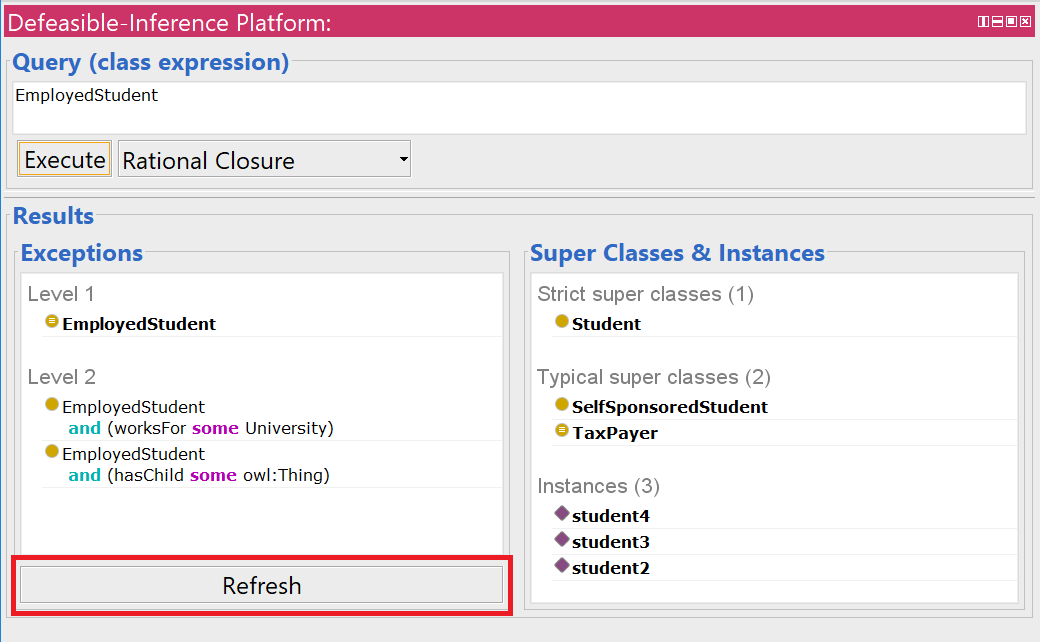 Defeasible-Inference Platform:
Query (class expression)
EmployedStudent
Execute
Rational Closure
Results
Exceptions
Level 1
EmployedStudent
Level 2
EmployedStudent
and (worksFor some University)
EmployedStudent
and (hasChild some owl:Thing)
Refresh
Super Classes & Instances
Strict super classes (1)
Student
Typical super classes (2)
SelfSponsoredStudent
TaxPayer
Instances (3)
student4
student3
student2